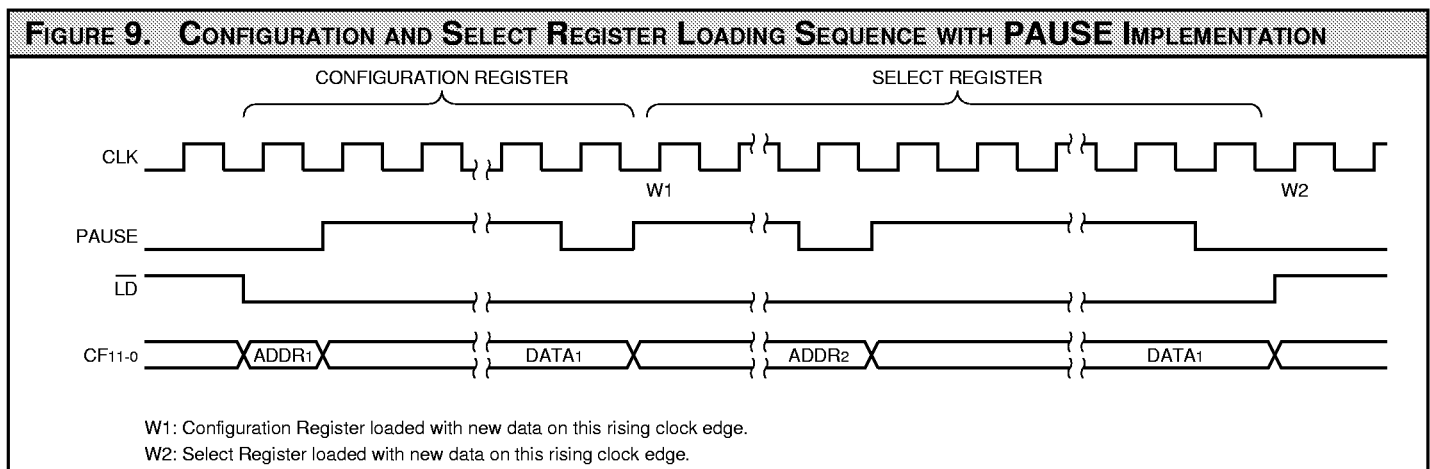 FIGURE 9. CONFIGURATION AND SELECT REGISTER LOADING SEQUENCE WITH PAUSE IMPLEMENTATION
CONFIGURATION REGISTER
SELECT REGISTER
CLK
W1
W2
PAUSE
LD
CF11-0
ADDR1
DATA1
ADDR2
DATA1
W1: Configuration Register loaded with new data on this rising clock edge.
W2: Select Register loaded with new data on this rising clock edge.